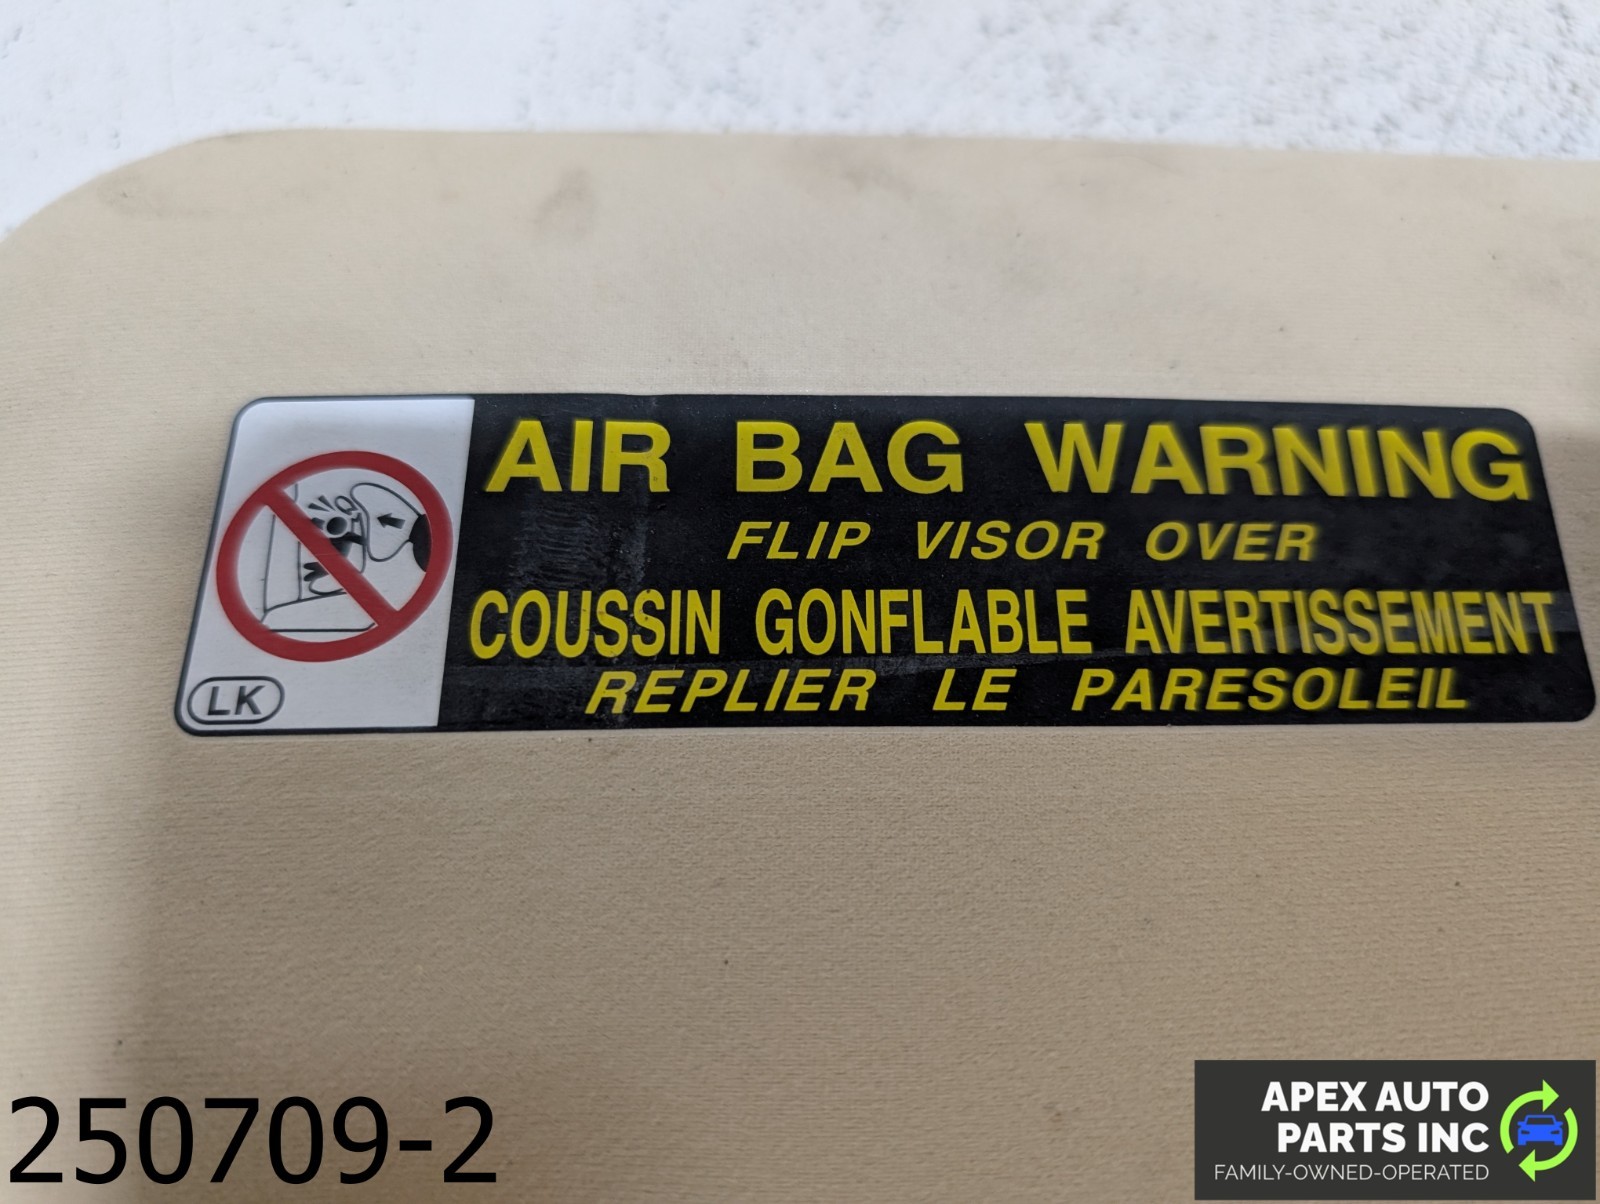 AIR BAG WARNING
FLIP VISOR OVER
COUSSIN GONFLABLE AVERTISSEMENT
REPLIER LE PARESOLEIL
LK
250709-2
APEX AUTO
PARTS INC
FAMILY-OWNED-OPERATED